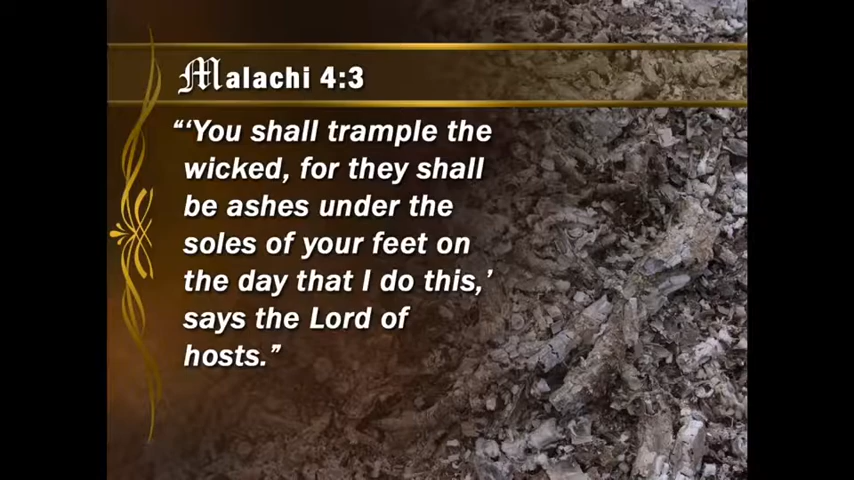 Malachi 4:3
“‘You shall trample the
wicked, for they shall
be ashes under the
soles of your feet on
the day that I do this,’
says the Lord of
hosts.”